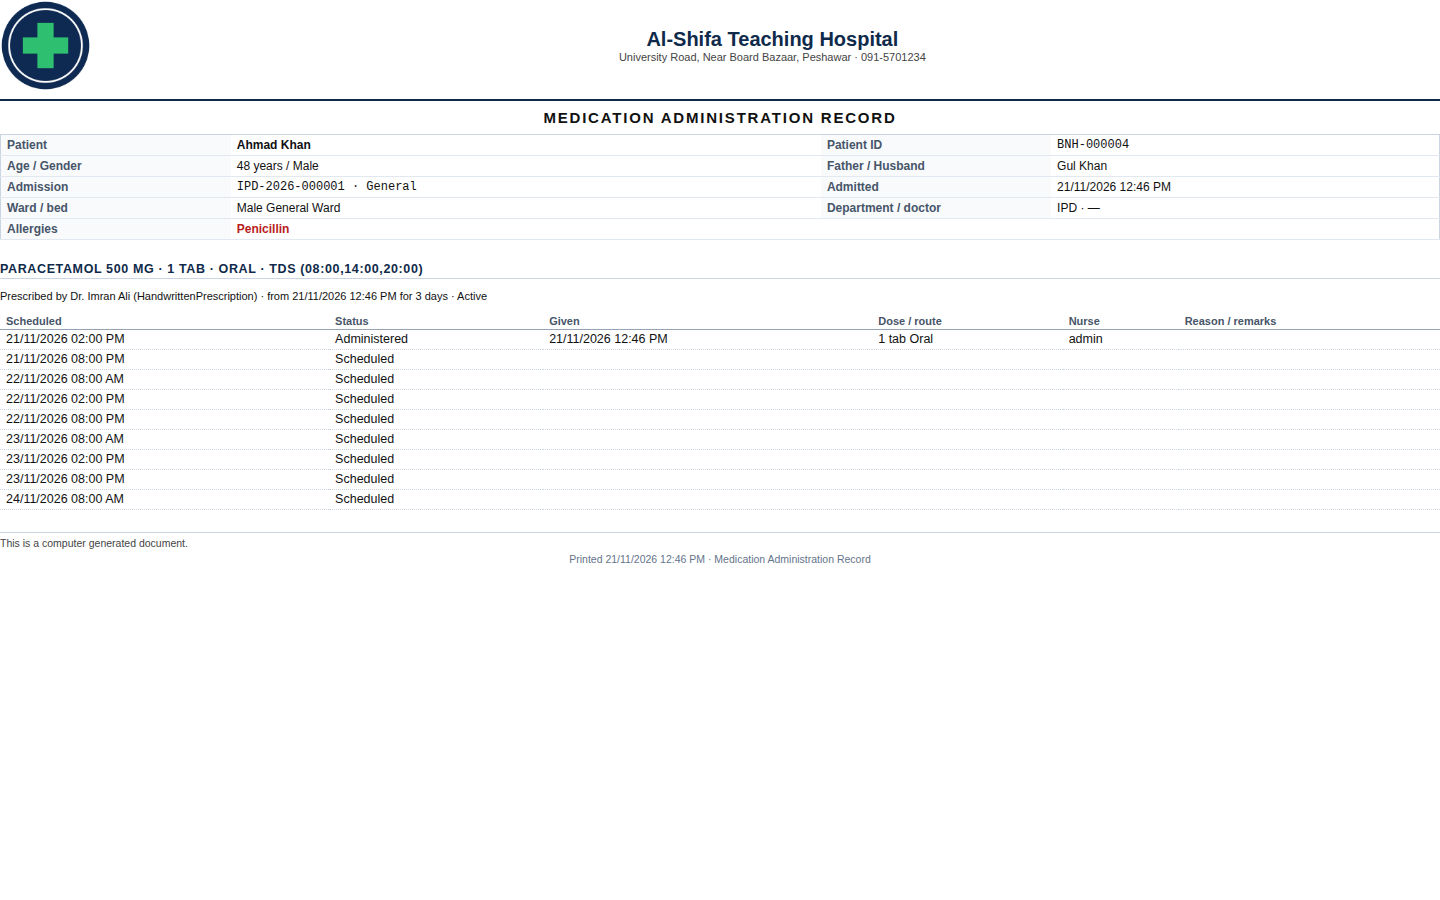 Al-Shifa Teaching Hospital
University Road, Near Board Bazaar, Peshawar · 091-5701234
MEDICATION ADMINISTRATION RECORD
Patient Ahmad Khan Patient ID BNH-000004
Age / Gender 48 years / Male Father / Husband Gul Khan
Admission IPD-2026-000001 · General Admitted 21/11/2026 12:46 PM
Ward / bed Male General Ward Department / doctor IPD · —
Allergies Penicillin
PARACETAMOL 500 MG · 1 TAB · ORAL · TDS (08:00,14:00,20:00)
Prescribed by Dr. Imran Ali (HandwrittenPrescription) · from 21/11/2026 12:46 PM for 3 days · Active
Scheduled Status Given Dose / route Nurse Reason / remarks
21/11/2026 02:00 PM Administered 21/11/2026 12:46 PM 1 tab Oral admin
21/11/2026 08:00 PM Scheduled
22/11/2026 08:00 AM Scheduled
22/11/2026 02:00 PM Scheduled
22/11/2026 08:00 PM Scheduled
23/11/2026 08:00 AM Scheduled
23/11/2026 02:00 PM Scheduled
23/11/2026 08:00 PM Scheduled
24/11/2026 08:00 AM Scheduled
This is a computer generated document.
Printed 21/11/2026 12:46 PM · Medication Administration Record